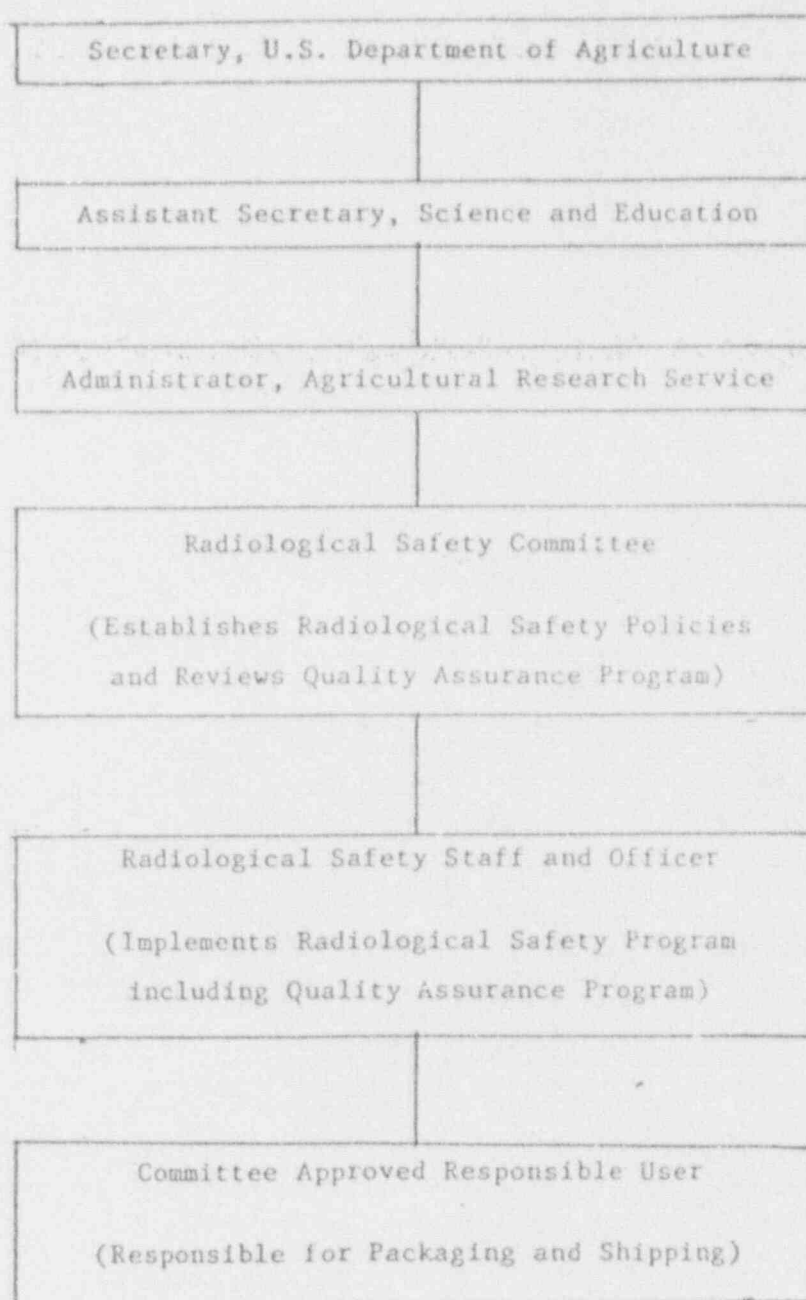 Secretary, U.S. Department of Agriculture
Assistant Secretary, Science and Education
Administrator, Agricultural Research Service
Radiological Safety Committee
(Establishes Radiological Safety Policies
and Reviews Quality Assurance Program)
Radiological Safety Staff and Officer
(Implements Radiological Safety Program
including Quality Assurance Program)
Committee Approved Responsible User
(Responsible for Packaging and Shipping)